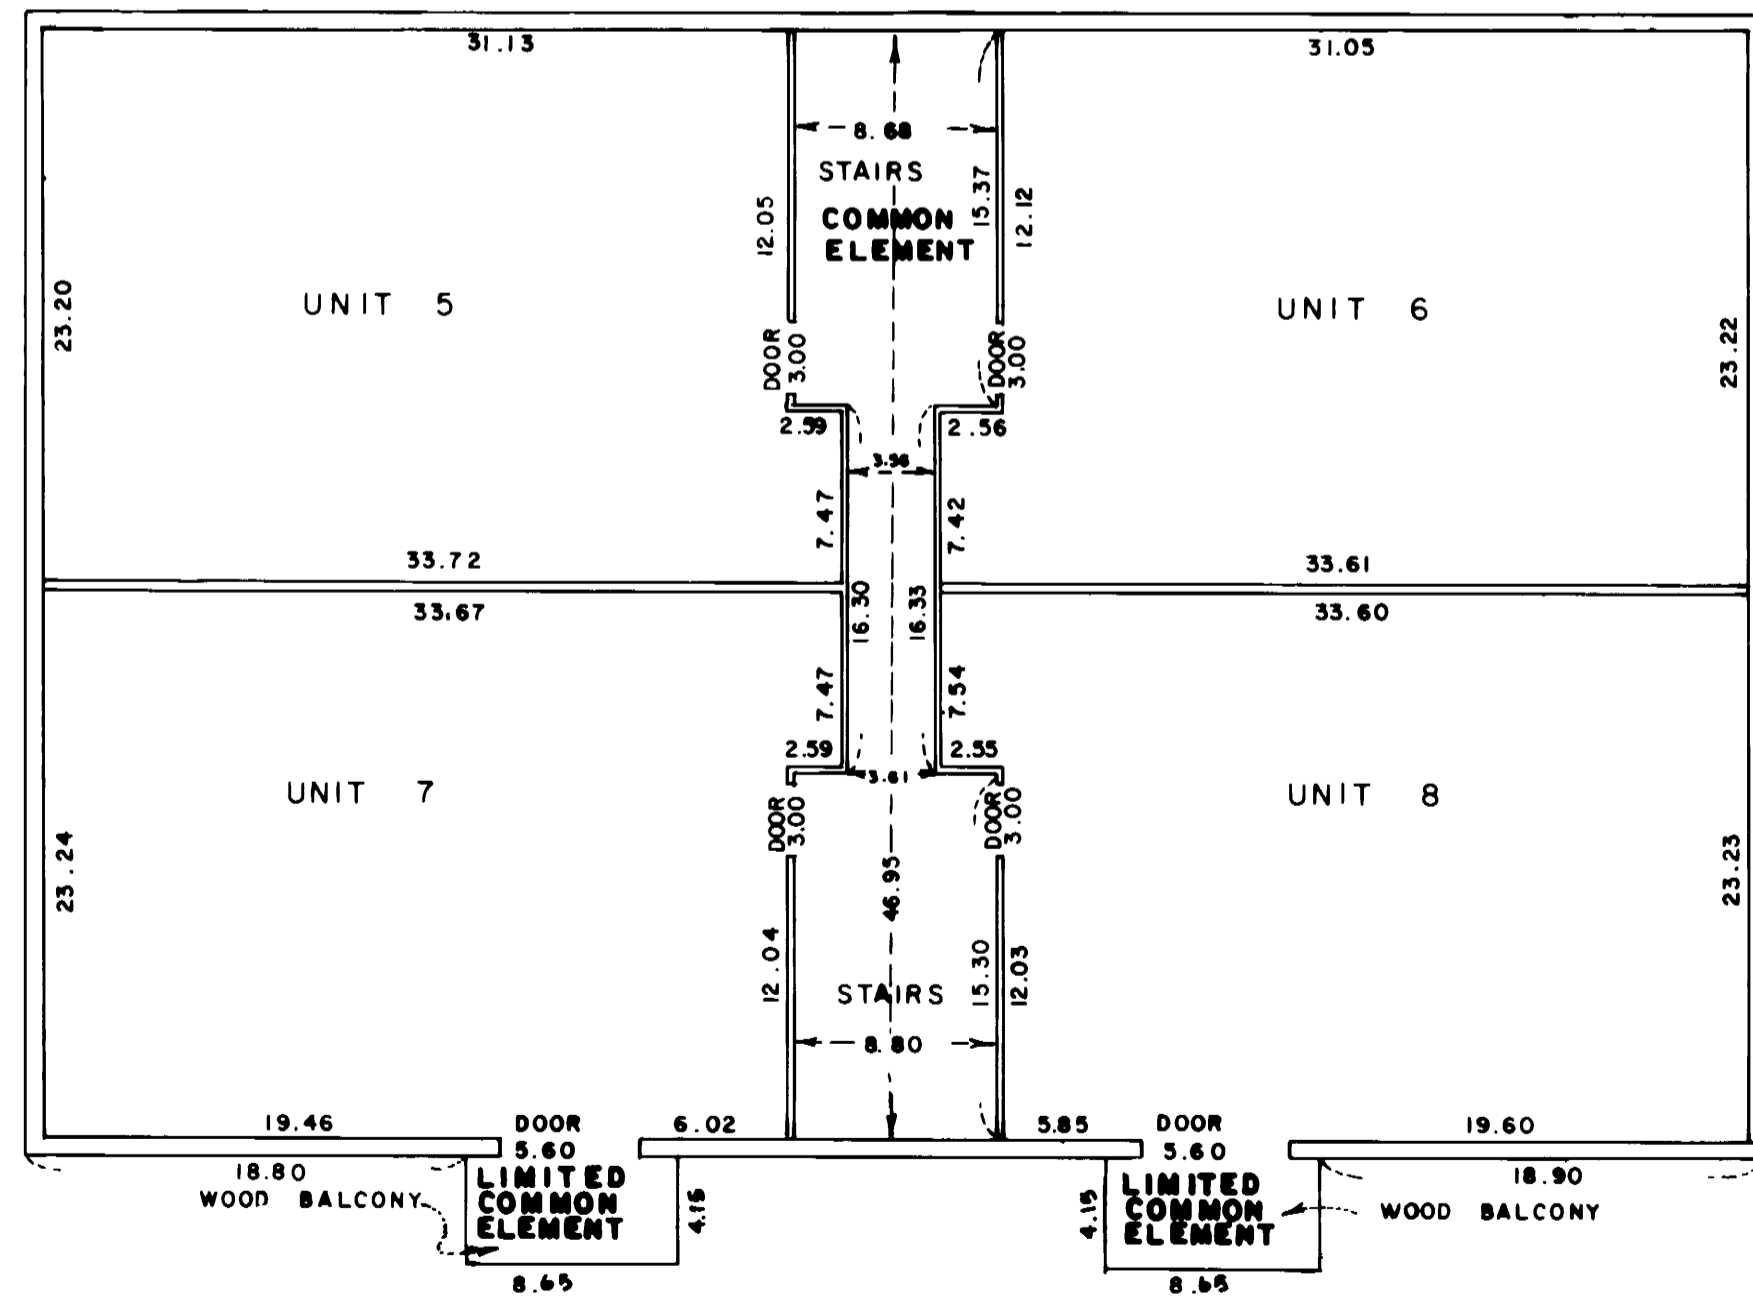 31.13
31.05
8.68
STAIRS
COMMON
ELEMENT
12.05
15.37
12.12
UNIT 5
UNIT 6
23.20
23.22
DOOR
3.00
DOOR
3.00
2.59
2.56
3.56
7.47
7.42
33.72
33.61
16.30
16.33
33.67
33.60
7.47
7.54
2.59
2.55
3.61
UNIT 7
UNIT 8
DOOR
3.00
DOOR
3.00
23.24
23.23
46.95
12.04
15.30
12.03
STAIRS
8.80
19.46
DOOR
5.60
6.02
5.85
DOOR
5.60
19.60
18.80
LIMITED
COMMON
ELEMENT
WOOD BALCONY
4.15
8.65
4.15
LIMITED
COMMON
ELEMENT
18.90
WOOD BALCONY
8.65